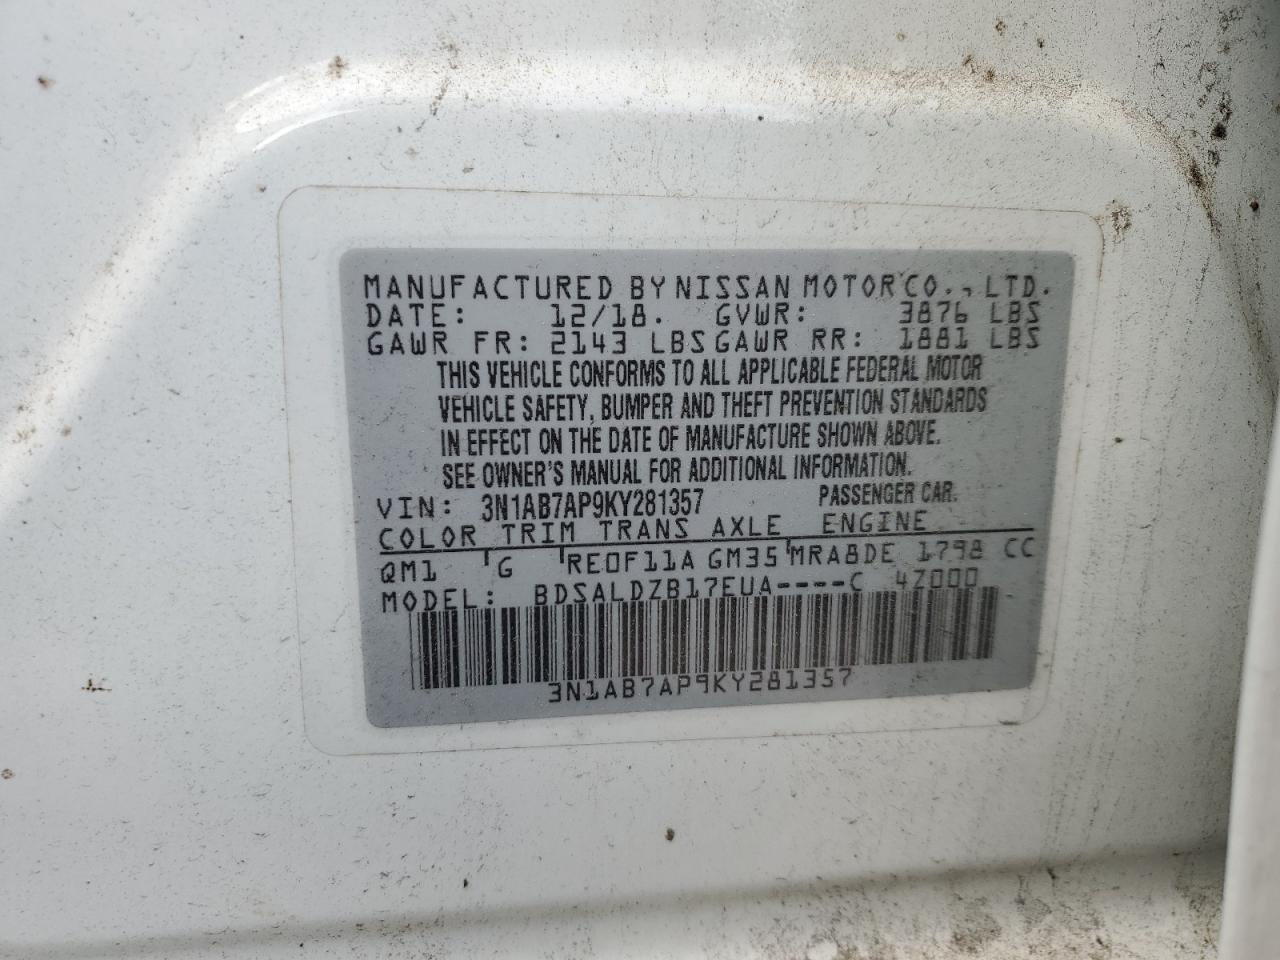 MANUFACTURED BY NISSAN MOTOR CO., LTD.
DATE: 12/18. GVWR: 3876 LBS
GAWR FR: 2143 LBS GAWR RR: 1881 LBS
THIS VEHICLE CONFORMS TO ALL APPLICABLE FEDERAL MOTOR
VEHICLE SAFETY, BUMPER AND THEFT PREVENTION STANDARDS
IN EFFECT ON THE DATE OF MANUFACTURE SHOWN ABOVE.
SEE OWNER'S MANUAL FOR ADDITIONAL INFORMATION.
VIN: 3N1AB7AP9KY281357 PASSENGER CAR.
COLOR TRIM TRANS AXLE ENGINE
QM1 G RE0F11A GM35 MRA8DE 1798 CC
MODEL: BDSALDZB17EUA----C 4Z000
3N1AB7AP9KY281357